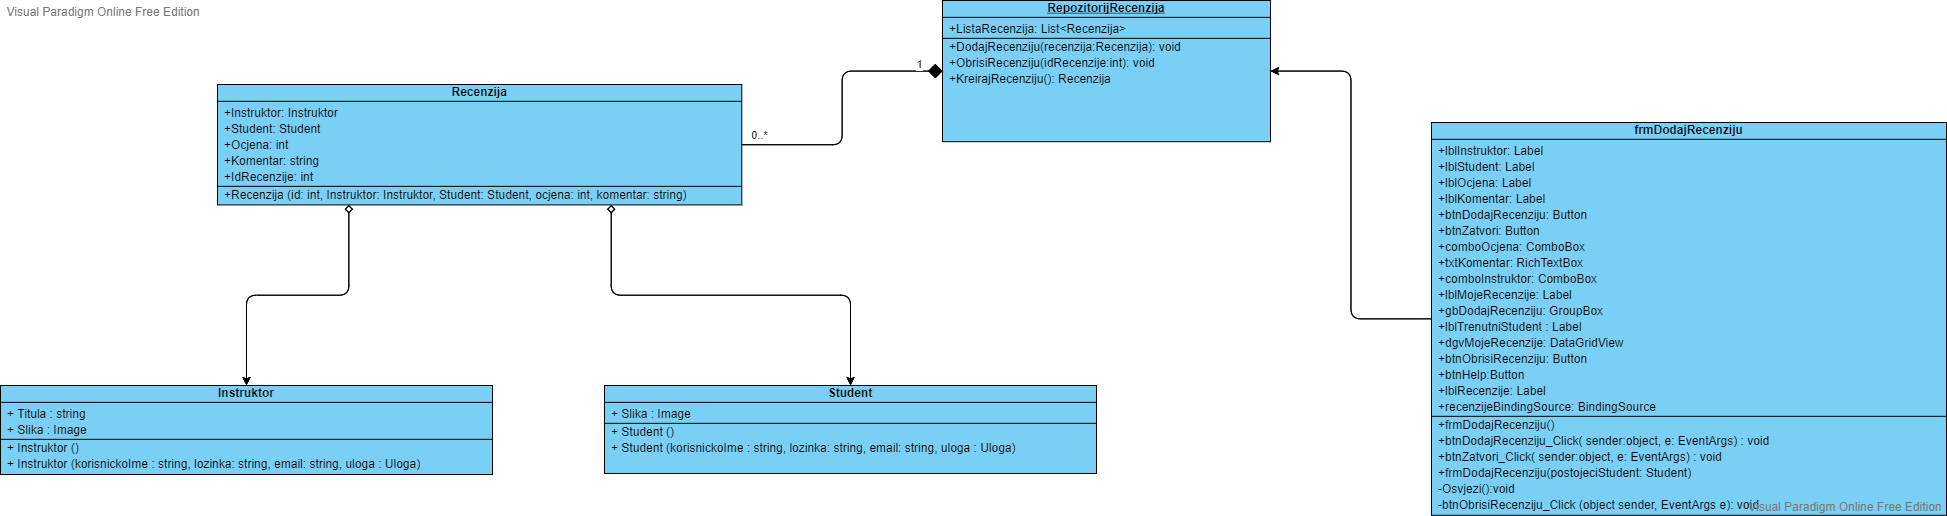 Visual Paradigm Online Free Edition
RepozitorijRecenzija
+ListaRecenzija: List<Recenzija>
+DodajRecenziju(recenzija:Recenzija): void
+ObrisiRecenziju(idRecenzije:int): void
+KreirajRecenziju(): Recenzija
1
0..*
Recenzija
+Instruktor: Instruktor
+Student: Student
+Ocjena: int
+Komentar: string
+IdRecenzije: int
+Recenzija (id: int, Instruktor: Instruktor, Student: Student, ocjena: int, komentar: string)
frmDodajRecenziju
+lblInstruktor: Label
+lblStudent: Label
+lblOcjena: Label
+lblKomentar: Label
+btnDodajRecenziju: Button
+btnZatvori: Button
+comboOcjena: ComboBox
+txtKomentar: RichTextBox
+comboInstruktor: ComboBox
+lblMojeRecenzije: Label
+gbDodajRecenziju: GroupBox
+lblTrenutniStudent : Label
+dgvMojeRecenzije: DataGridView
+btnObrisiRecenziju: Button
+btnHelp:Button
+lblRecenzije: Label
+recenzijeBindingSource: BindingSource
+frmDodajRecenziju()
+btnDodajRecenziju_Click( sender:object, e: EventArgs) : void
+btnZatvori_Click( sender:object, e: EventArgs) : void
+frmDodajRecenziju(postojeciStudent: Student)
-Osvjezi():void
-btnObrisiRecenziju_Click (object sender, EventArgs e): void
Instruktor
+ Titula : string
+ Slika : Image
+ Instruktor ()
+ Instruktor (korisnickoIme : string, lozinka: string, email: string, uloga : Uloga)
Student
+ Slika : Image
+ Student ()
+ Student (korisnickoIme : string, lozinka: string, email: string, uloga : Uloga)
Visual Paradigm Online Free Edition